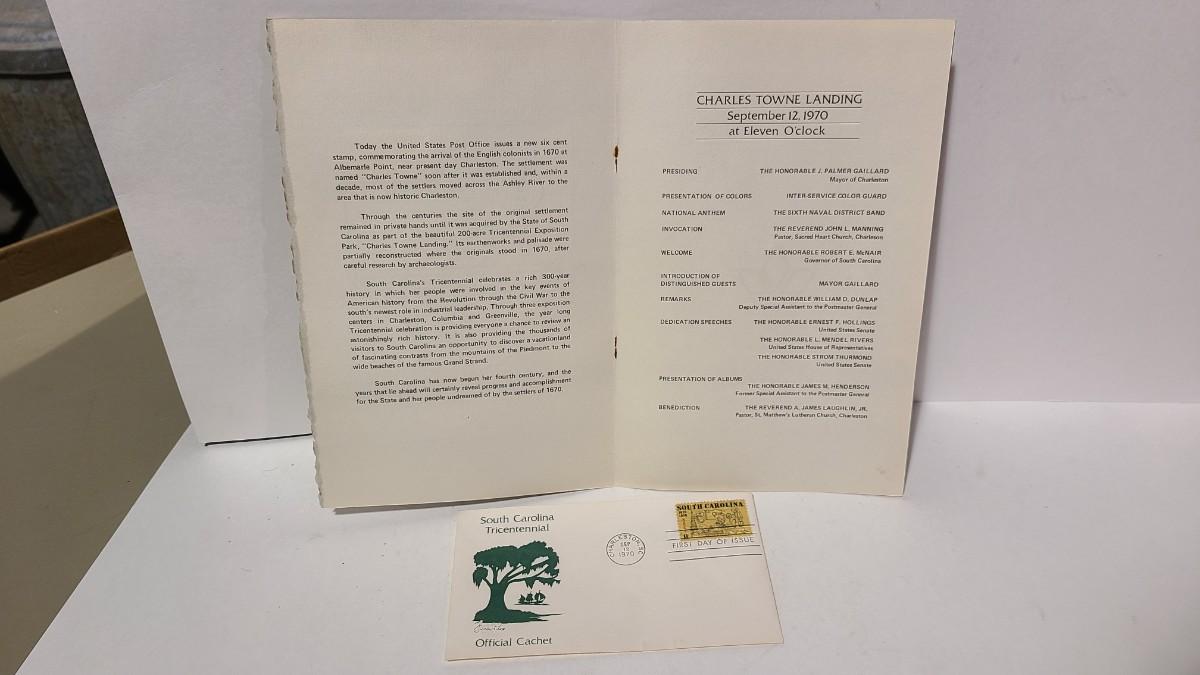 Today the United States Post Office issues a new six cent
stamp, commemorating the arrival of the English colonists in 1670 at
Albemarle Point, near present day Charleston. The settlement was
named "Charles Towne" soon after it was established and, within a
decade, most of the settlers moved across the Ashley River to the
area that is now historic Charleston.
Through the centuries the site of the original settlement
remained in private hands until it was acquired by the State of South
Carolina as part of the beautiful 200-acre Tricentennial Exposition
Park, "Charles Towne Landing." Its earthenworks and palisade were
partially reconstructed where the originals stood in 1670, after
careful research by archaeologists.
South Carolina's Tricentennial celebrates a rich 300-year
history in which her people were involved in the key events of
American history from the Revolution through the Civil War to the
south's newest role in industrial leadership. Through three exposition
centers in Charleston, Columbia and Greenville, the year long
Tricentennial celebration is providing everyone a chance to review an
astonishingly rich history. It is also providing the thousands of
visitors to South Carolina an opportunity to discover a vacationland
of fascinating contrasts from the mountains of the Piedmont to the
wide beaches of the famous Grand Strand.
South Carolina has now begun her fourth century, and the
years that lie ahead will certainly reveal progress and accomplishment
for the State and her people undreamed of by the settlers of 1670.
CHARLES TOWNE LANDING
September 12, 1970
at Eleven O'clock
PRESIDING THE HONORABLE J. PALMER GAILLARD
Mayor of Charleston
PRESENTATION OF COLORS INTER-SERVICE COLOR GUARD
NATIONAL ANTHEM THE SIXTH NAVAL DISTRICT BAND
INVOCATION THE REVEREND JOHN L. MANNING
Pastor, Sacred Heart Church, Charleson
WELCOME THE HONORABLE ROBERT E. McNAIR
Governor of South Carolina
INTRODUCTION OF
DISTINGUISHED GUESTS MAYOR GAILLARD
REMARKS THE HONORABLE WILLIAM D. DUNLAP
Deputy Special Assistant to the Postmaster General
DEDICATION SPEECHES THE HONORABLE ERNEST F. HOLLINGS
United States Senate
THE HONORABLE L. MENDEL RIVERS
United States House of Representatives
THE HONORABLE STROM THURMOND
United States Senate
PRESENTATION OF ALBUMS
THE HONORABLE JAMES M. HENDERSON
Former Special Assistant to the Postmaster General
BENEDICTION THE REVEREND A. JAMES LAUGHLIN, JR.
Pastor, St. Matthew's Lutheran Church, Charleston
South Carolina
Tricentennial
Official Cachet
CHARLESTON, SC
SEP
12
1970
SOUTH CAROLINA
FIRST DAY OF ISSUE